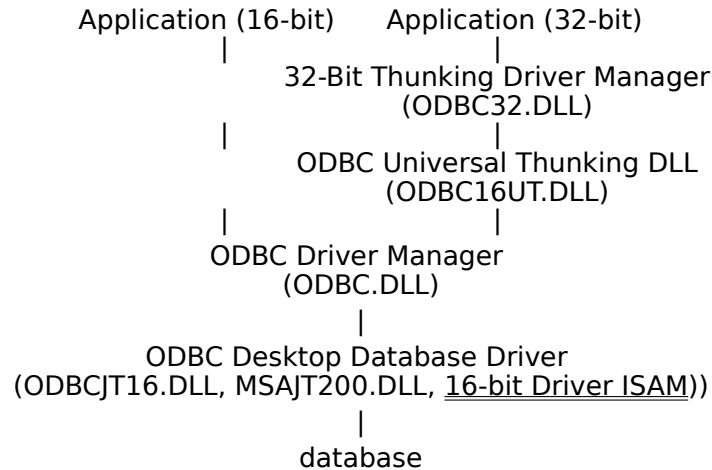 Application (16-bit) Application (32-bit)
| |
32-Bit Thunking Driver Manager
(ODBC32.DLL)
| |
ODBC Universal Thunking DLL
(ODBC16UT.DLL)
| |
ODBC Driver Manager
(ODBC.DLL)
|
ODBC Desktop Database Driver
(ODBCJT16.DLL, MSAJT200.DLL, 16-bit Driver ISAM))
|
database